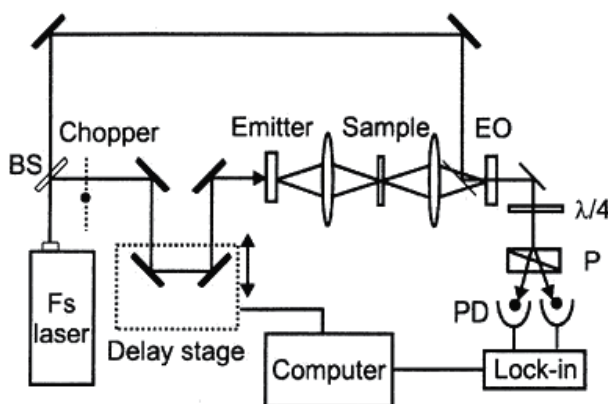 Chopper
BS
Emitter
Sample
EO
λ/4
P
Fs
laser
PD
Delay stage
Computer
Lock-in